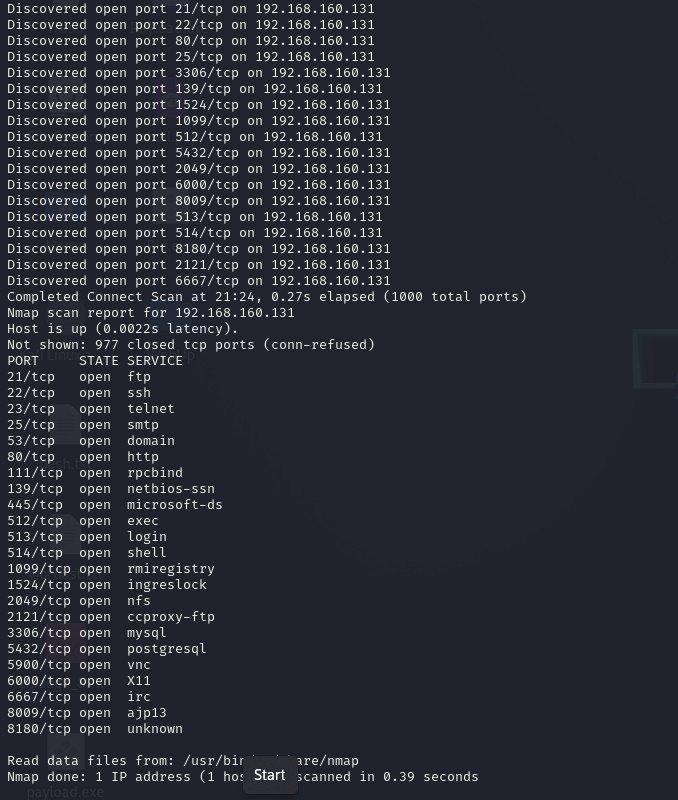 Discovered open port 21/tcp on 192.168.160.131
Discovered open port 22/tcp on 192.168.160.131
Discovered open port 80/tcp on 192.168.160.131
Discovered open port 25/tcp on 192.168.160.131
Discovered open port 3306/tcp on 192.168.160.131
Discovered open port 139/tcp on 192.168.160.131
Discovered open port 1524/tcp on 192.168.160.131
Discovered open port 1099/tcp on 192.168.160.131
Discovered open port 512/tcp on 192.168.160.131
Discovered open port 5432/tcp on 192.168.160.131
Discovered open port 2049/tcp on 192.168.160.131
Discovered open port 6000/tcp on 192.168.160.131
Discovered open port 8009/tcp on 192.168.160.131
Discovered open port 513/tcp on 192.168.160.131
Discovered open port 514/tcp on 192.168.160.131
Discovered open port 8180/tcp on 192.168.160.131
Discovered open port 2121/tcp on 192.168.160.131
Discovered open port 6667/tcp on 192.168.160.131
Completed Connect Scan at 21:24, 0.27s elapsed (1000 total ports)
Nmap scan report for 192.168.160.131
Host is up (0.0022s latency).
Not shown: 977 closed tcp ports (conn-refused)
PORT STATE SERVICE
21/tcp open ftp
22/tcp open ssh
23/tcp open telnet
25/tcp open smtp
53/tcp open domain
80/tcp open http
111/tcp open rpcbind
139/tcp open netbios-ssn
445/tcp open microsoft-ds
512/tcp open exec
513/tcp open login
514/tcp open shell
1099/tcp open rmiregistry
1524/tcp open ingreslock
2049/tcp open nfs
2121/tcp open ccproxy-ftp
3306/tcp open mysql
5432/tcp open postgresql
5900/tcp open vnc
6000/tcp open X11
6667/tcp open irc
8009/tcp open ajp13
8180/tcp open unknown
Read data files from: /usr/bin/../share/nmap
Nmap done: 1 IP address (1 hos scanned in 0.39 seconds
Start
payload.exe